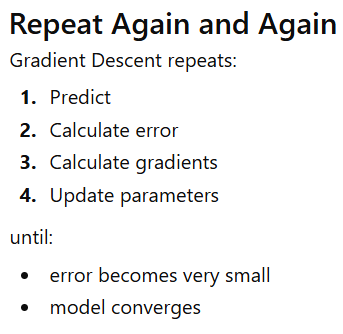 Repeat Again and Again
Gradient Descent repeats:
1. Predict
2. Calculate error
3. Calculate gradients
4. Update parameters
until:
• error becomes very small
• model converges